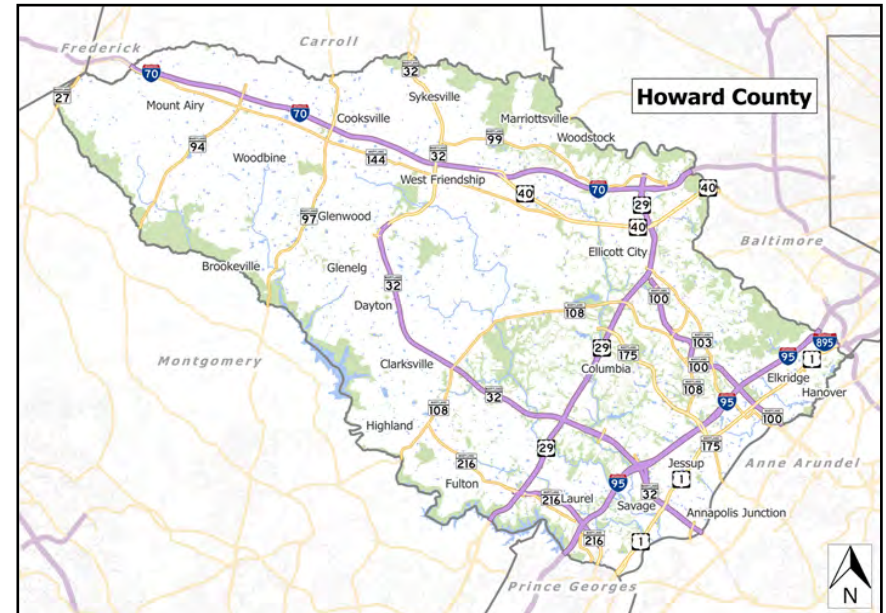 Frederick
Carroll
Howard County
32
70
27
Mount Airy
Sykesville
70
Cooksville
Marriottsville
Woodstock
94
99
Woodbine
144
32
West Friendship
40
70
40
29
97
Glenwood
40
Ellicott City
Baltimore
Brookeville
Glenelg
32
Dayton
100
108
103
895
Montgomery
Clarksville
29
175
95
1
Columbia
100
Elkridge
32
108
95
Hanover
108
100
Highland
29
175
216
Jessup
Anne Arundel
Fulton
95
1
216
Laurel
32
Savage
Annapolis Junction
216
1
Prince Georges
N